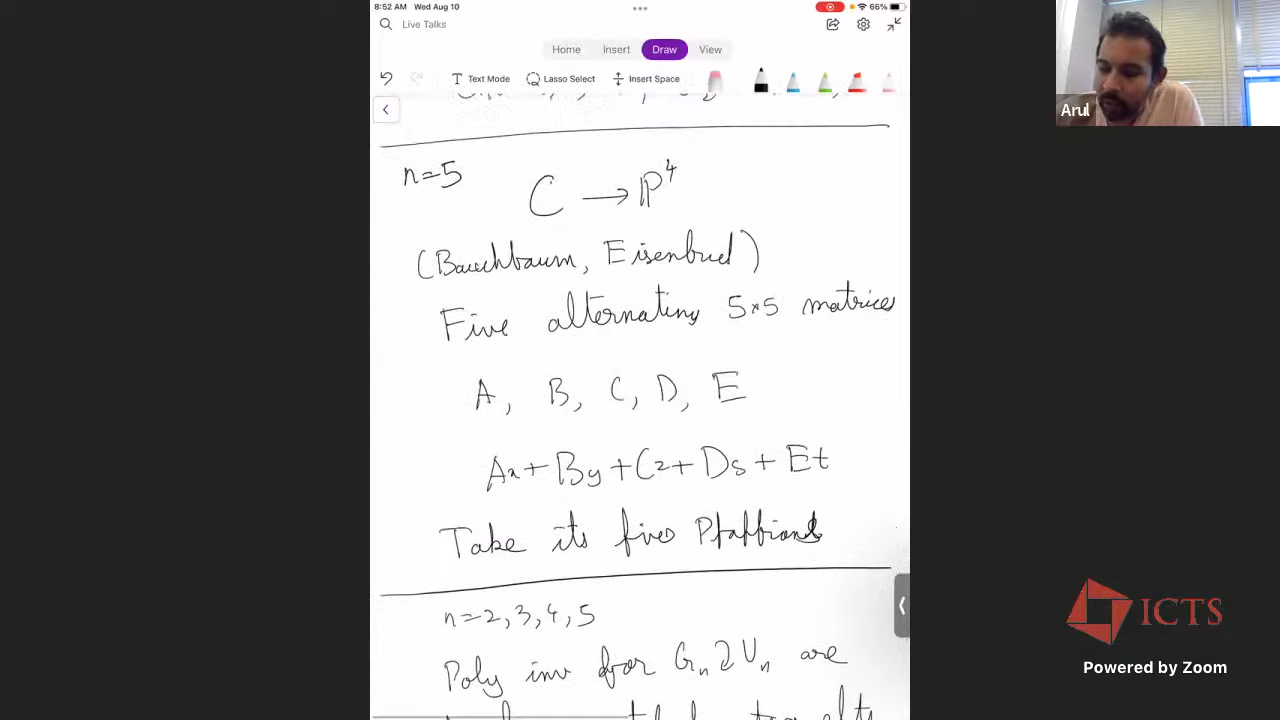 8:52 AM Wed Aug 10
66%
Live Talks
Home Insert Draw View
Text Mode Lasso Select Insert Space
n=5
C → P⁴
(Bauchbaum, Eisenbud)
Five alternating 5×5 matrices
A, B, C, D, E
Ax + By + Cz + Ds + Et
Take its five Pfaffians
n=2, 3, 4, 5
Poly inv for Gₙ Ↄ Vₙ are
Arul
ICTS
Powered by Zoom